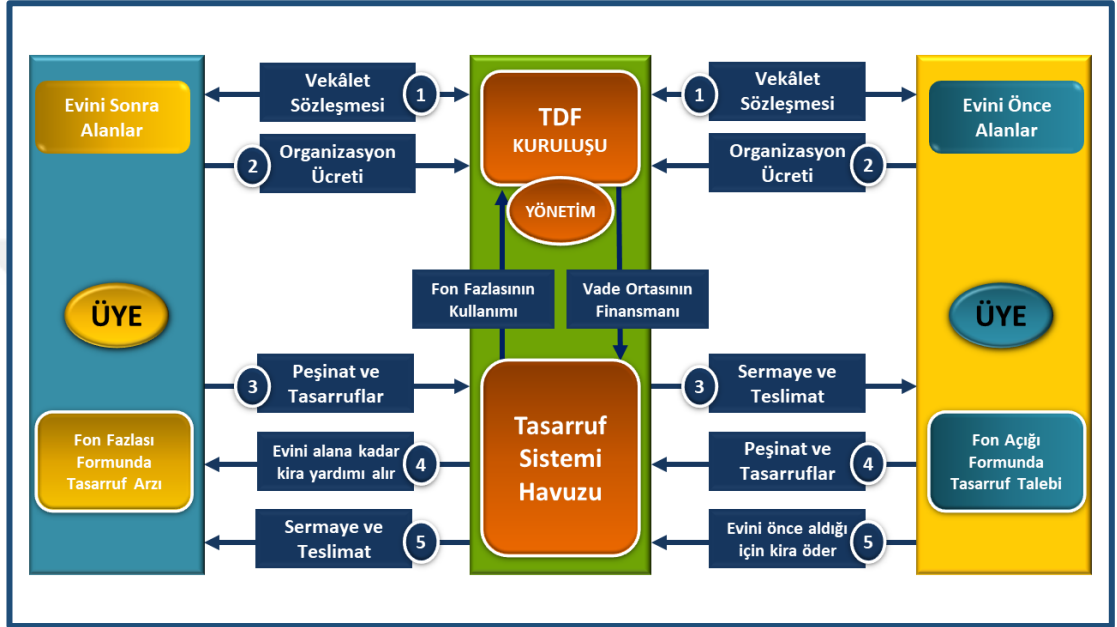 Evini Sonra
Alanlar
ÜYE
Fon Fazlası
Formunda
Tasarruf Arzı
Vekâlet
Sözleşmesi
1
2
Organizasyon
Ücreti
3
Peşinat ve
Tasarruflar
Evini alana kadar
kira yardımı alır
4
Sermaye ve
Teslimat
5
TDF
KURULUŞU
YÖNETİM
Fon Fazlasının
Kullanımı
Vade Ortasının
Finansmanı
Tasarruf
Sistemi
Havuzu
1
Vekâlet
Sözleşmesi
Organizasyon
Ücreti
2
3
Sermaye ve
Teslimat
Peşinat ve
Tasarruflar
4
Evini önce aldığı
için kira öder
5
Evini Önce
Alanlar
ÜYE
Fon Açığı
Formunda
Tasarruf Talebi